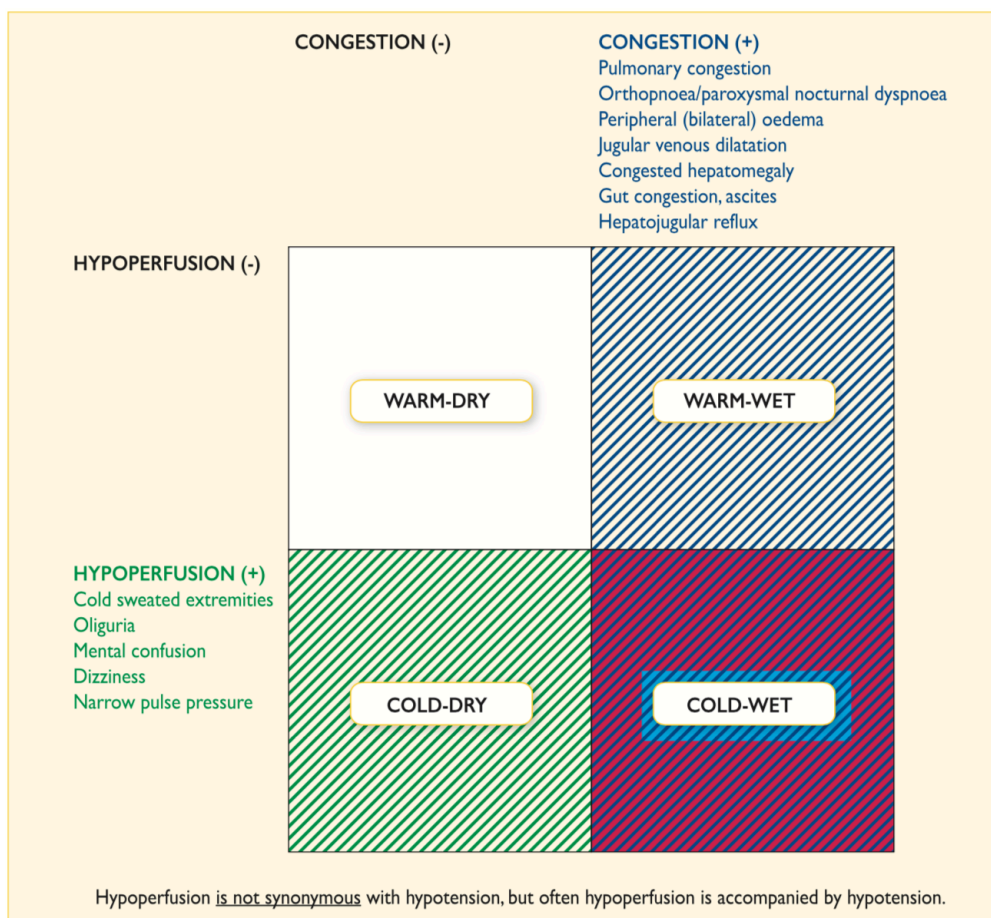 CONGESTION (-)
CONGESTION (+)
Pulmonary congestion
Orthopnoea/paroxysmal nocturnal dyspnoea
Peripheral (bilateral) oedema
Jugular venous dilatation
Congested hepatomegaly
Gut congestion, ascites
Hepatojugular reflux
HYPOPERFUSION (-)
WARM-DRY
WARM-WET
HYPOPERFUSION (+)
Cold sweated extremities
Oliguria
Mental confusion
Dizziness
Narrow pulse pressure
COLD-DRY
COLD-WET
Hypoperfusion is not synonymous with hypotension, but often hypoperfusion is accompanied by hypotension.